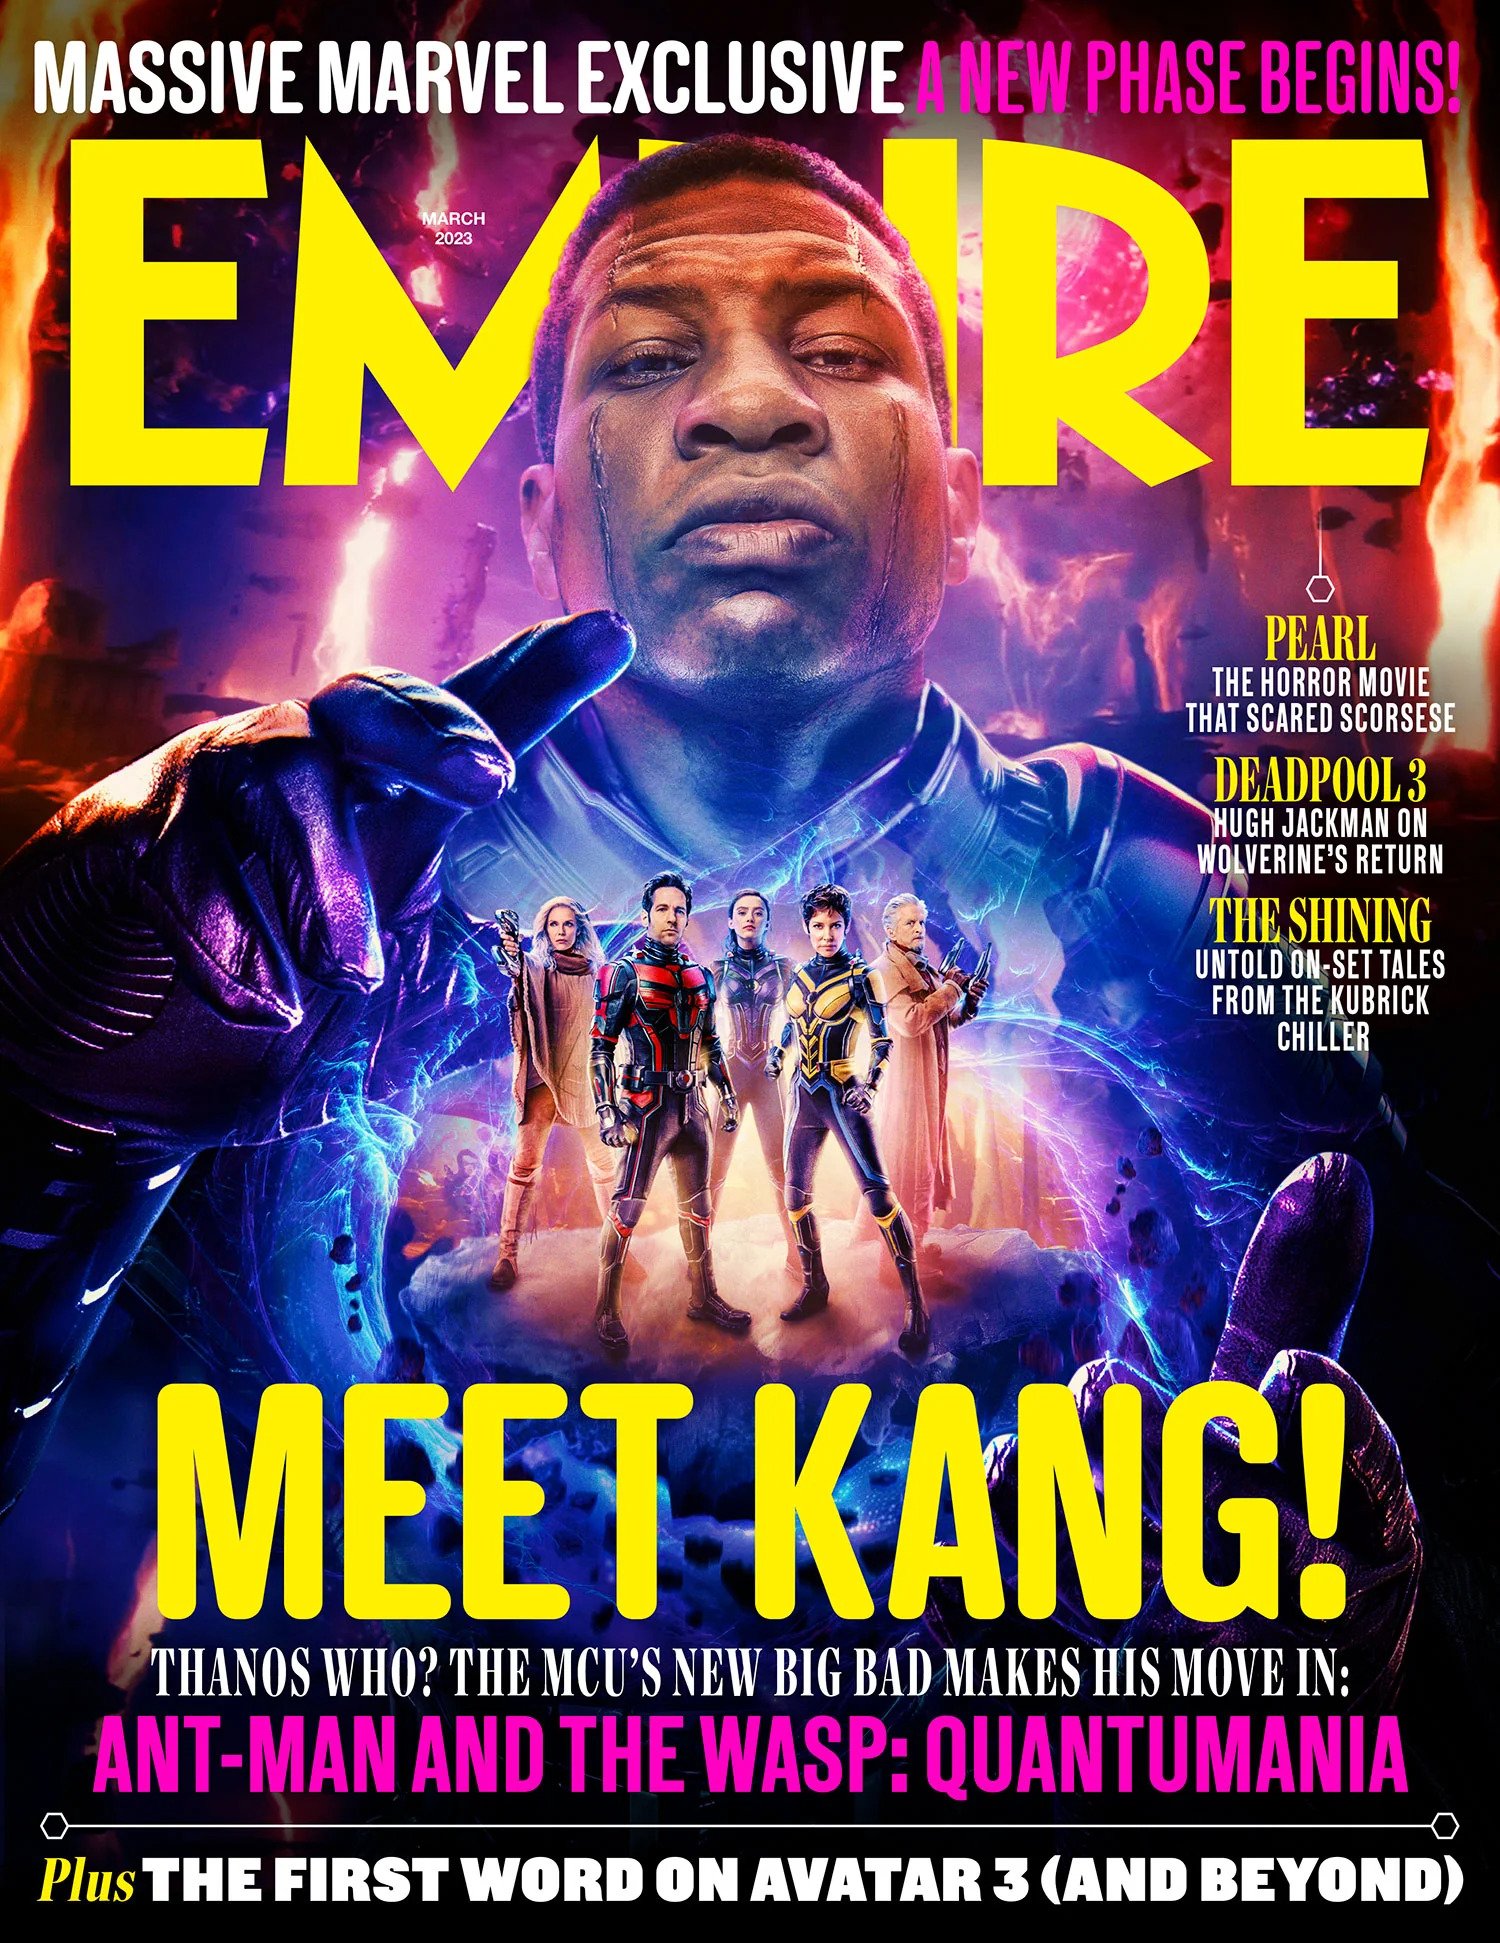 MASSIVE MARVEL EXCLUSIVE A NEW PHASE BEGINS!
EMPIRE
MARCH
2023
PEARL
THE HORROR MOVIE
THAT SCARED SCORSESE
DEADPOOL 3
HUGH JACKMAN ON
WOLVERINE'S RETURN
THE SHINING
UNTOLD ON-SET TALES
FROM THE KUBRICK
CHILLER
MEET KANG!
THANOS WHO? THE MCU'S NEW BIG BAD MAKES HIS MOVE IN:
ANT-MAN AND THE WASP: QUANTUMANIA
Plus THE FIRST WORD ON AVATAR 3 (AND BEYOND)